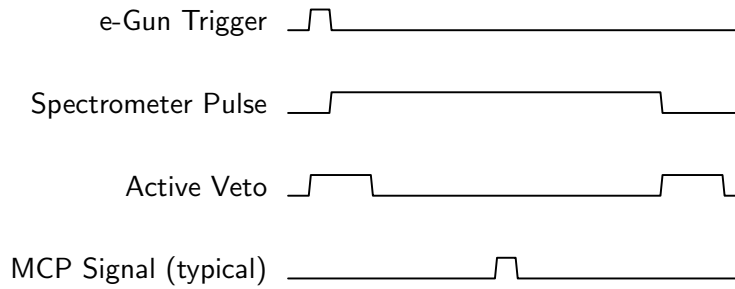 e-Gun Trigger
Spectrometer Pulse
Active Veto
MCP Signal (typical)